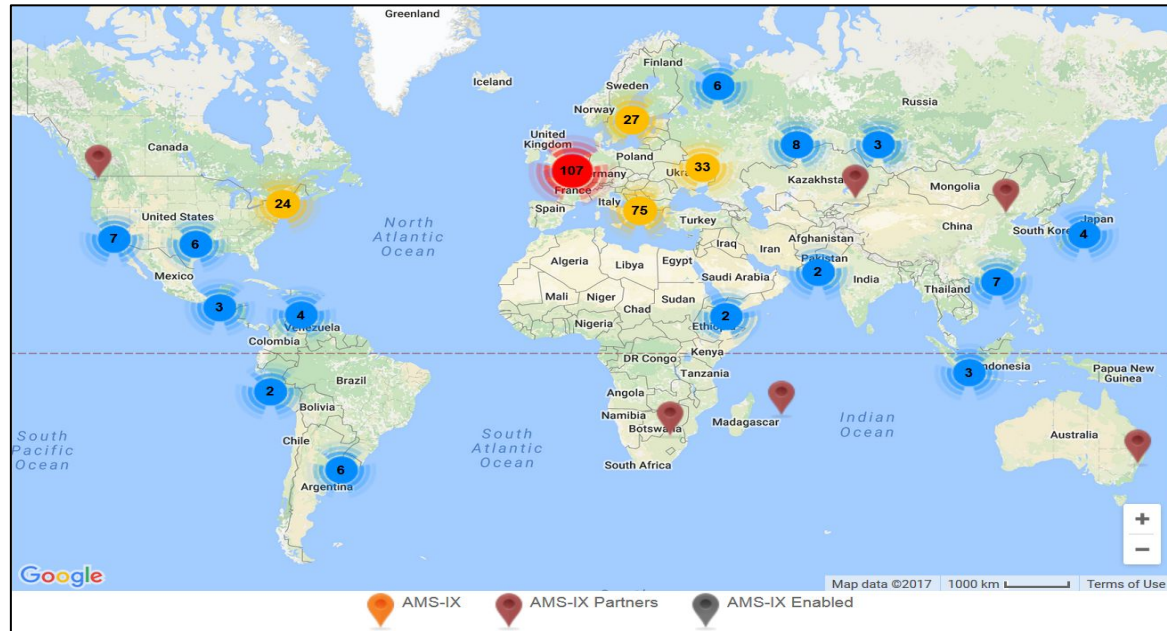 Greenland
Iceland
Finland
Sweden
Norway
Russia
6
27
Canada
United
Kingdom
Poland
8
3
107
Germany
France
33
Kazakhsta
Mongolia
24
United States
North
Atlantic
Ocean
Spain
Italy
75
Turkey
China
Japan
South Kore
4
7
6
Iraq
Iran
Afghanistan
Pakistan
Algeria
Libya
Egypt
Saudi Arabia
2
India
Thailand
7
Mexico
3
4
Venezuela
Colombia
Mali
Niger
Chad
Sudan
Nigeria
2
Ethiopia
DR Congo
Kenya
Tanzania
3
Indonesia
Papua New
Guinea
2
Brazil
Bolivia
Angola
Namibia
Botswana
Madagascar
Indian
Ocean
Australia
South
Pacific
Ocean
Chile
South
Atlantic
Ocean
South Africa
6
Argentina
+
−
Google
Map data ©2017
1000 km
Terms of Use
AMS-IX
AMS-IX Partners
AMS-IX Enabled